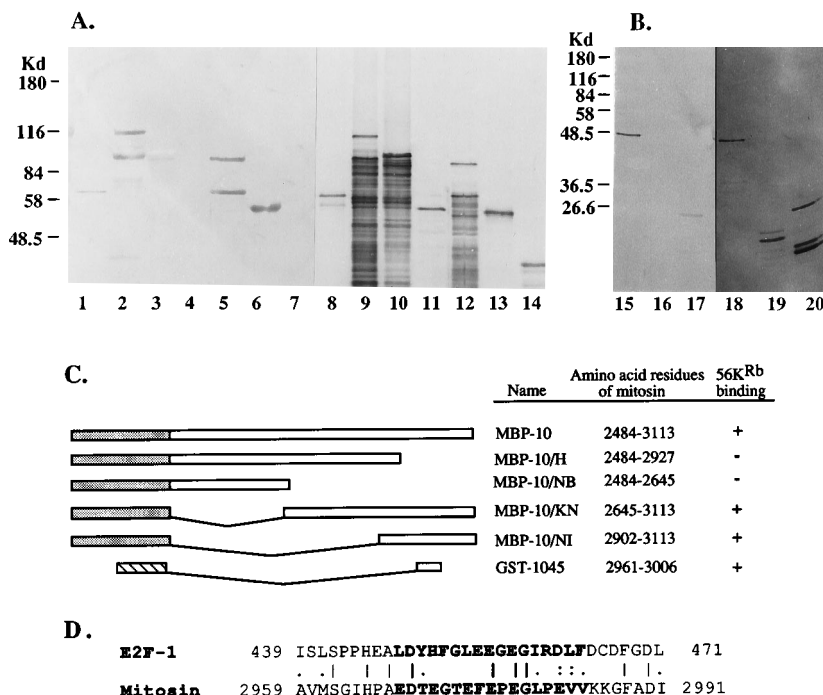 A.
B.
Kd
180
116
84
58
48.5
1 2 3 4 5 6 7 8 9 10 11 12 13 14
Kd
180
116
84
58
48.5
36.5
26.6
15 16 17 18 19 20
C.
Name Amino acid residues of mitosin 56K^Rb binding
MBP-10 2484-3113 +
MBP-10/H 2484-2927 -
MBP-10/NB 2484-2645 -
MBP-10/KN 2645-3113 +
MBP-10/NI 2902-3113 +
GST-1045 2961-3006 +
D.
E2F-1 439 ISLSPPHEALDYHFGLEEGEGIRDLFDCDFGDL 471
Mitosin 2959 AVMSGIHPAEDTEGTEFEPEGLPEVVKKGFADI 2991